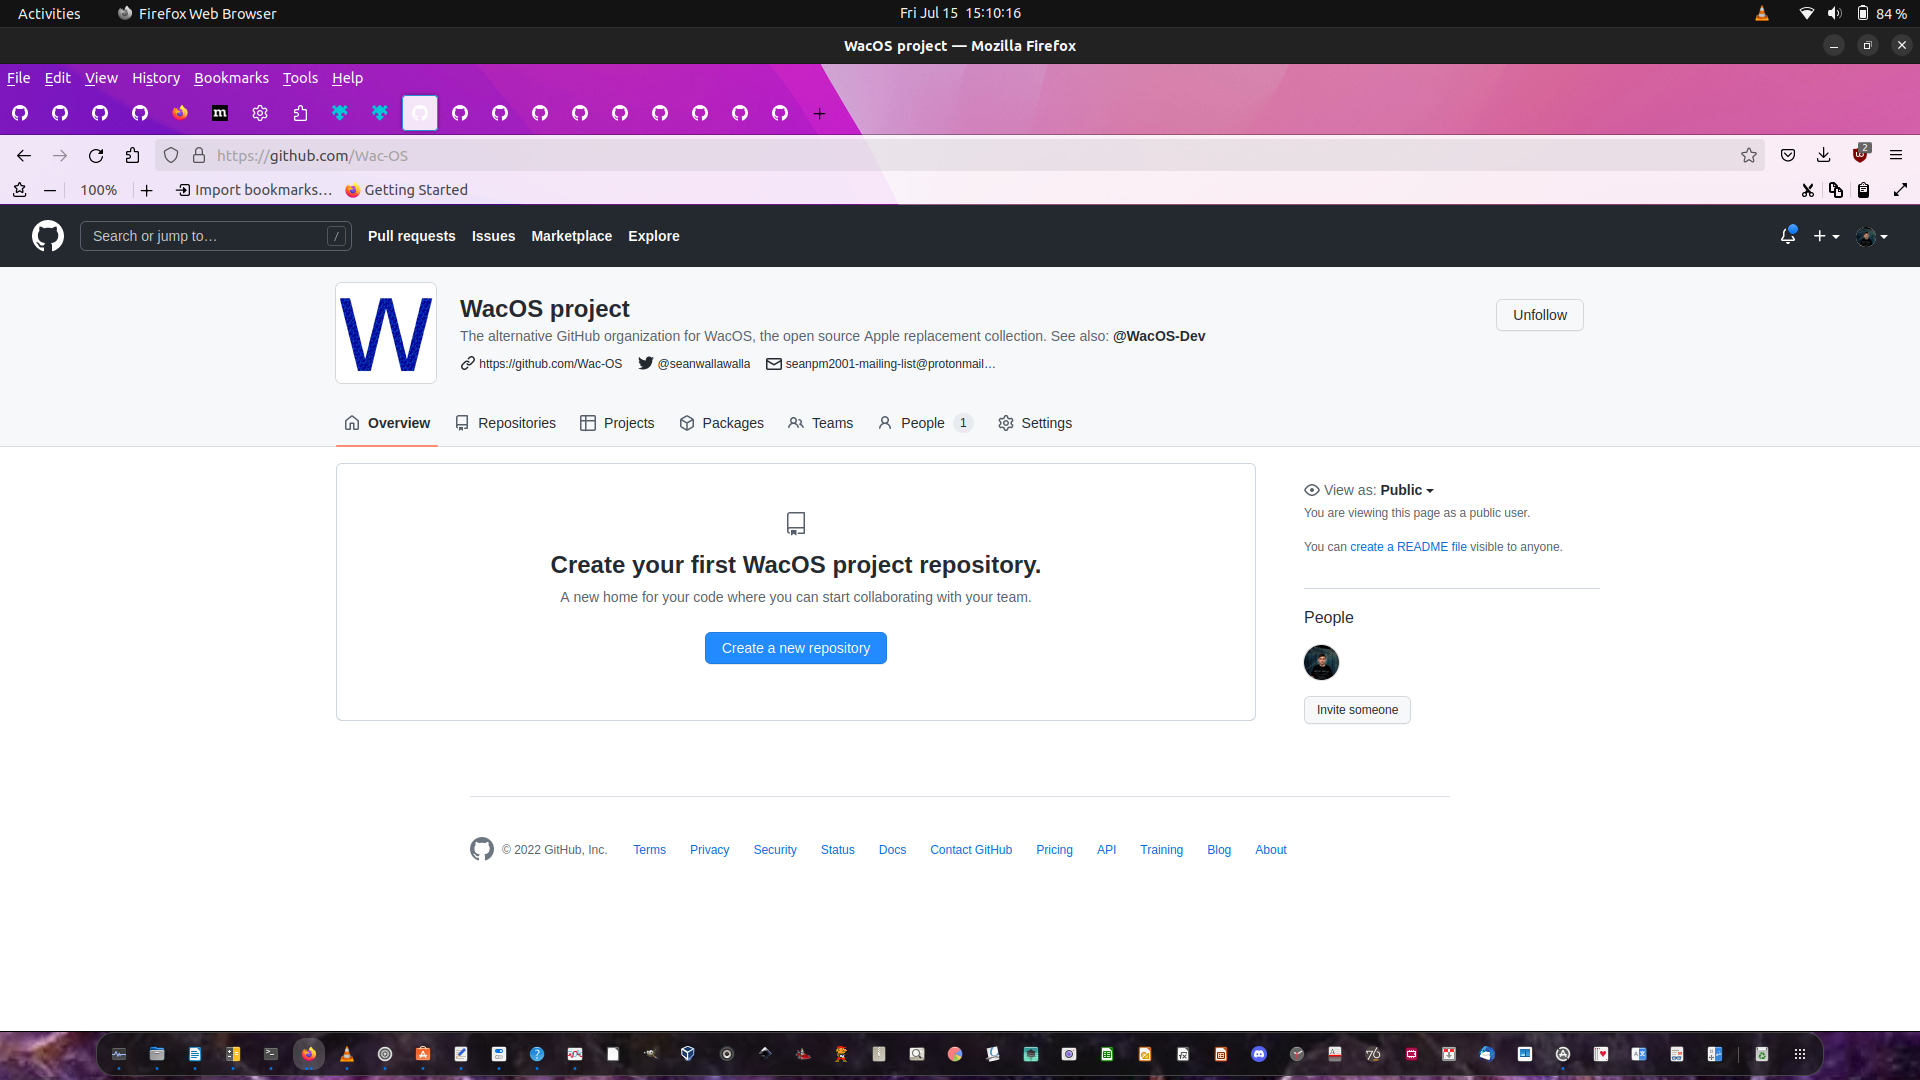 Activities Firefox Web Browser Fri Jul 15 15:10:16 84 %
WacOS project — Mozilla Firefox
File Edit View History Bookmarks Tools Help
m
https://github.com/Wac-OS 2
100% Import bookmarks… Getting Started
Search or jump to… / Pull requests Issues Marketplace Explore
W
WacOS project
Unfollow
The alternative GitHub organization for WacOS, the open source Apple replacement collection. See also: @WacOS-Dev
https://github.com/Wac-OS @seanwallawalla seanpm2001-mailing-list@protonmail…
Overview Repositories Projects Packages Teams People 1 Settings
View as: Public
You are viewing this page as a public user.
You can create a README file visible to anyone.
Create your first WacOS project repository.
A new home for your code where you can start collaborating with your team.
Create a new repository
People
Invite someone
© 2022 GitHub, Inc. Terms Privacy Security Status Docs Contact GitHub Pricing API Training Blog About